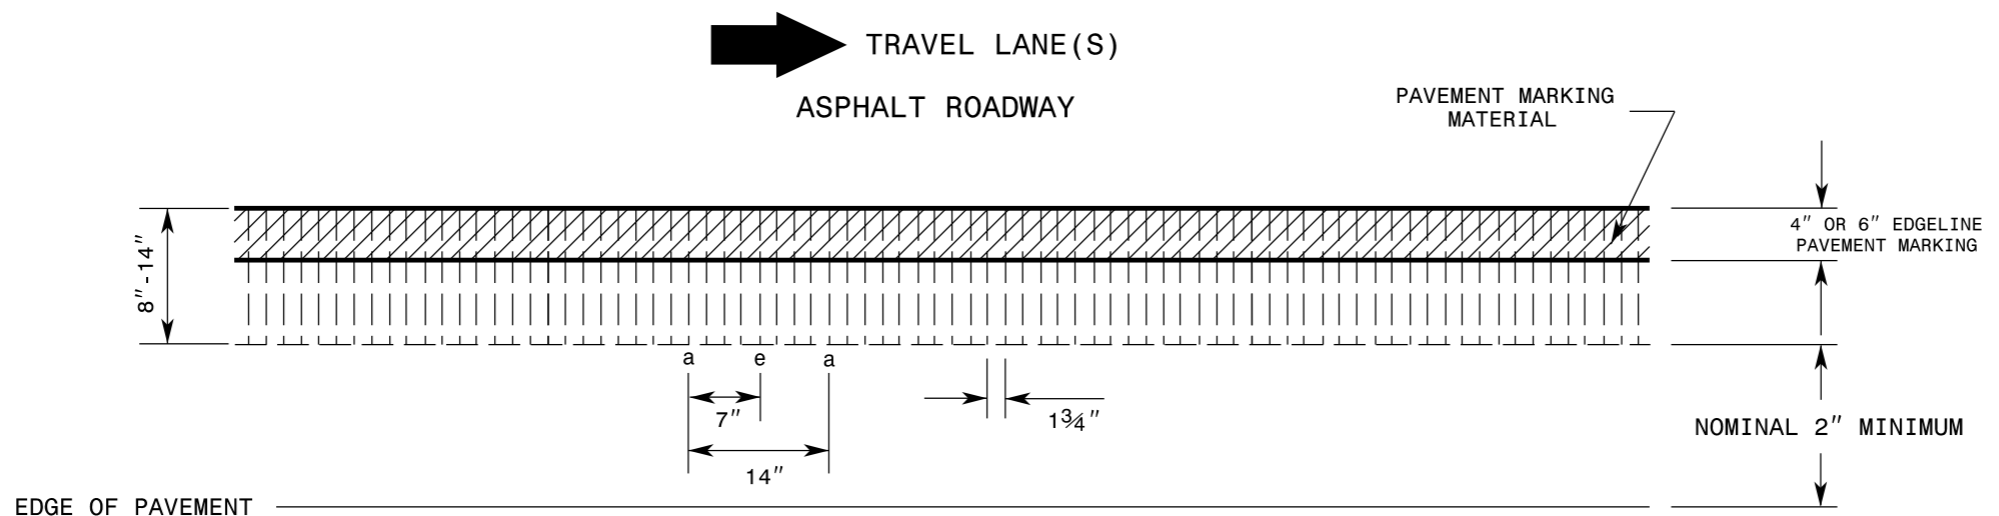 TRAVEL LANE(S)
ASPHALT ROADWAY
PAVEMENT MARKING
MATERIAL
4" OR 6" EDGELINE
PAVEMENT MARKING
8"-14"
a e a
7"
1¾"
14"
NOMINAL 2" MINIMUM
EDGE OF PAVEMENT